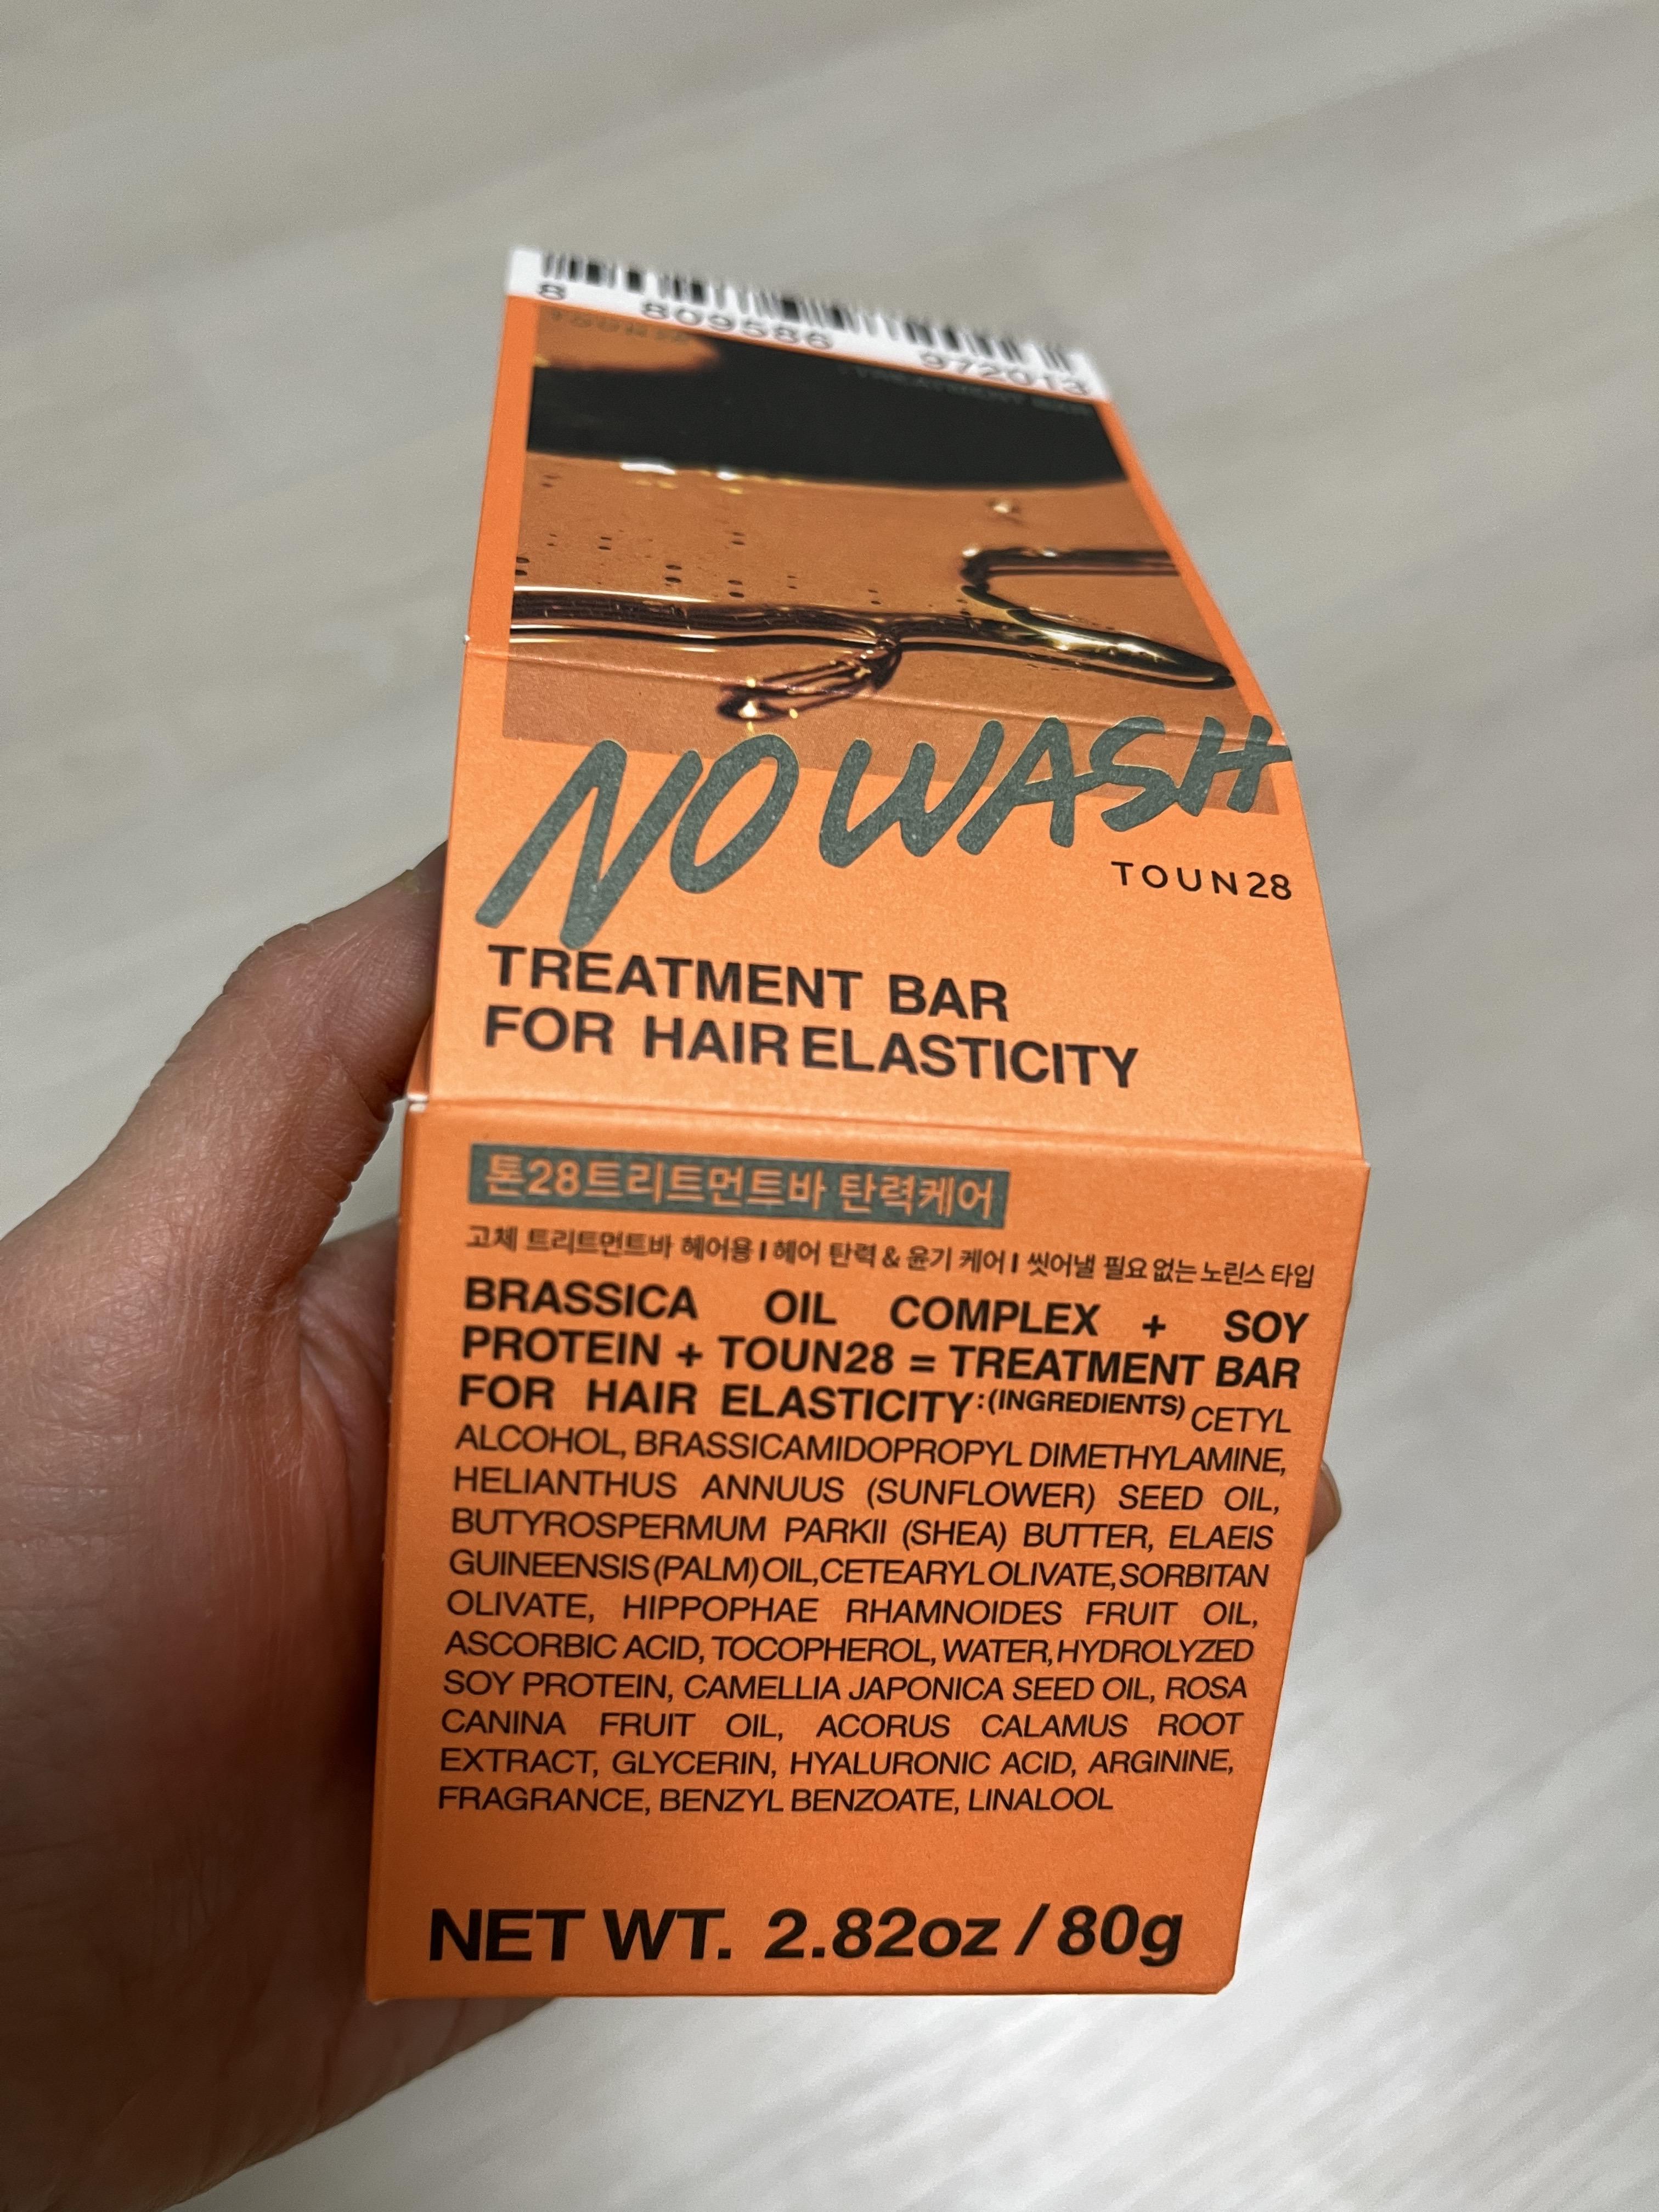 8 809586 972013
NO WASH
TOUN28
TREATMENT BAR
FOR HAIR ELASTICITY
톤28트리트먼트바 탄력케어
고체 트리트먼트바 헤어용 I 헤어 탄력 & 윤기 케어 I 씻어낼 필요 없는 노린스 타입
BRASSICA OIL COMPLEX + SOY
PROTEIN + TOUN28 = TREATMENT BAR
FOR HAIR ELASTICITY:(INGREDIENTS) CETYL
ALCOHOL, BRASSICAMIDOPROPYL DIMETHYLAMINE,
HELIANTHUS ANNUUS (SUNFLOWER) SEED OIL,
BUTYROSPERMUM PARKII (SHEA) BUTTER, ELAEIS
GUINEENSIS (PALM) OIL, CETEARYL OLIVATE, SORBITAN
OLIVATE, HIPPOPHAE RHAMNOIDES FRUIT OIL,
ASCORBIC ACID, TOCOPHEROL, WATER, HYDROLYZED
SOY PROTEIN, CAMELLIA JAPONICA SEED OIL, ROSA
CANINA FRUIT OIL, ACORUS CALAMUS ROOT
EXTRACT, GLYCERIN, HYALURONIC ACID, ARGININE,
FRAGRANCE, BENZYL BENZOATE, LINALOOL
NET WT. 2.82oz / 80g